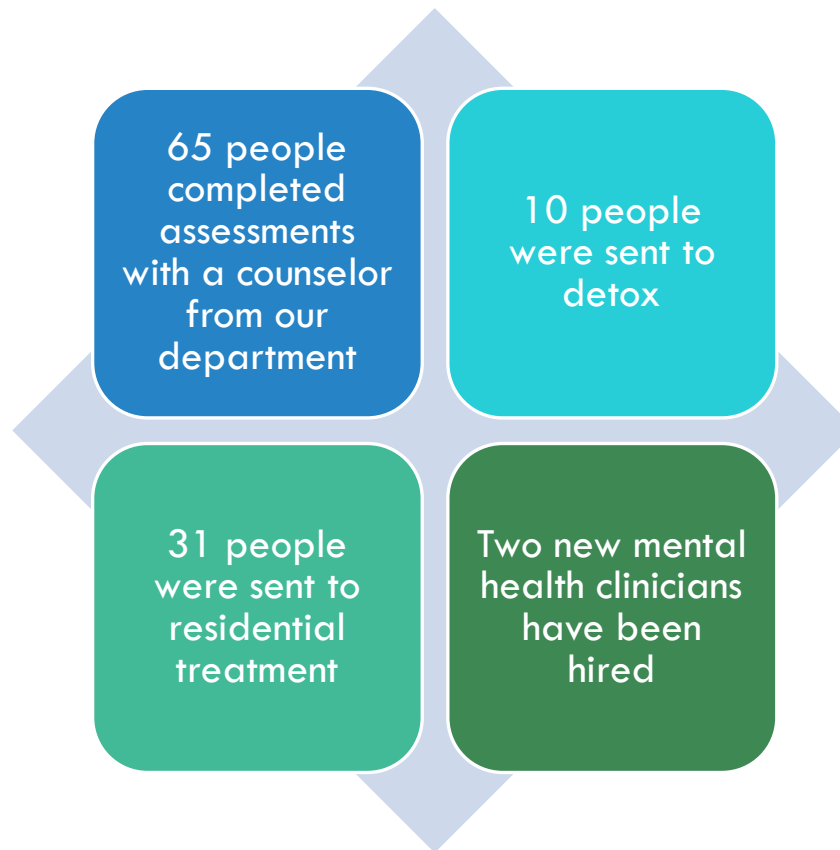 65 people
completed
assessments
with a counselor
from our
department
10 people
were sent to
detox
31 people
were sent to
residential
treatment
Two new mental
health clinicians
have been
hired